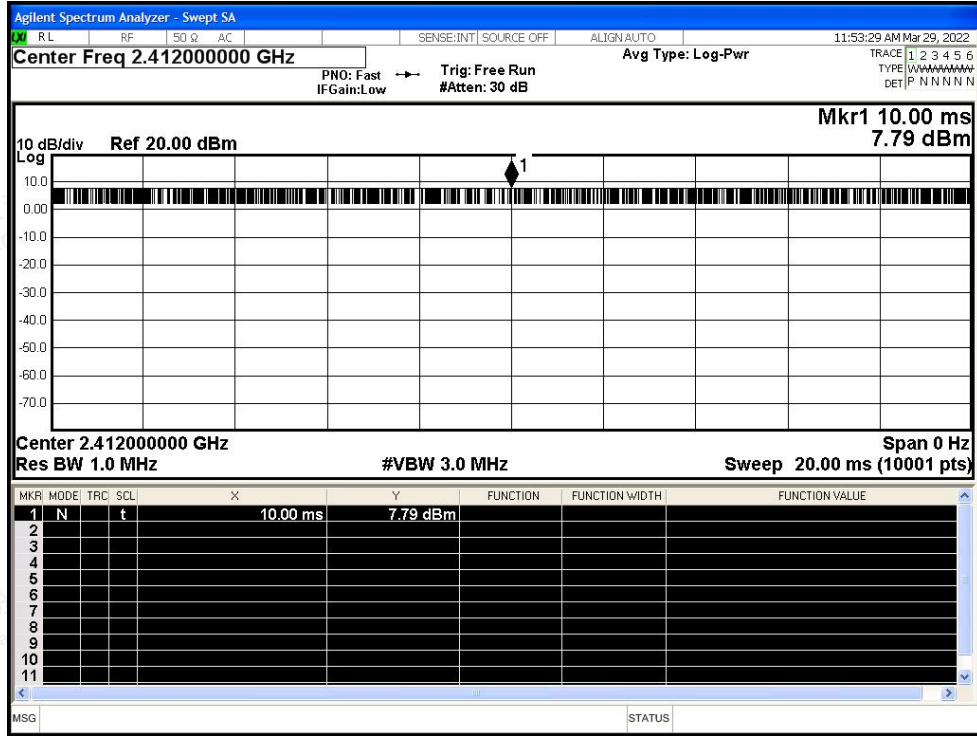 Agilent Spectrum Analyzer - Swept SA
LXI RL RF 50 Ω AC SENSE:INT SOURCE OFF ALIGN AUTO 11:53:29 AM Mar 29, 2022
Center Freq 2.412000000 GHz
PNO: Fast
IFGain:Low
Trig: Free Run
#Atten: 30 dB
Avg Type: Log-Pwr
TRACE 1 2 3 4 5 6
TYPE WWWWWW
DET P N N N N N
Mkr1 10.00 ms
7.79 dBm
10 dB/div Ref 20.00 dBm
Log
1
10.0
0.00
-10.0
-20.0
-30.0
-40.0
-50.0
-60.0
-70.0
Center 2.412000000 GHz Span 0 Hz
Res BW 1.0 MHz #VBW 3.0 MHz Sweep 20.00 ms (10001 pts)
MKR MODE TRC SCL X Y FUNCTION FUNCTION WIDTH FUNCTION VALUE
1 N t 10.00 ms 7.79 dBm
2
3
4
5
6
7
8
9
10
11
MSG STATUS